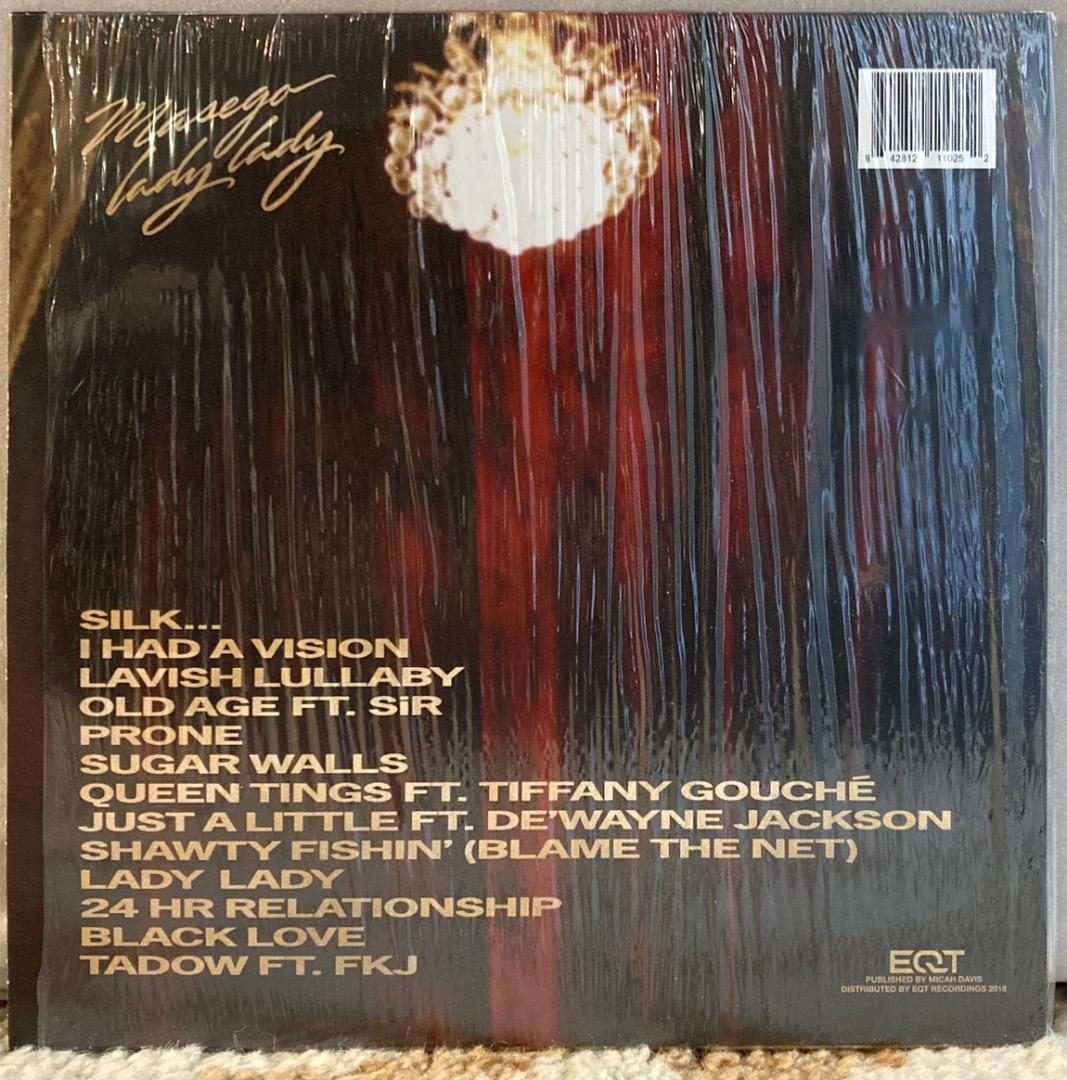 Masego
lady lady
8 42812 11025 2
SILK...
I HAD A VISION
LAVISH LULLABY
OLD AGE FT. SiR
PRONE
SUGAR WALLS
QUEEN TINGS FT. TIFFANY GOUCHÉ
JUST A LITTLE FT. DE'WAYNE JACKSON
SHAWTY FISHIN' (BLAME THE NET)
LADY LADY
24 HR RELATIONSHIP
BLACK LOVE
TADOW FT. FKJ
EQT
PUBLISHED BY MICAH DAVIS
DISTRIBUTED BY EQT RECORDINGS 2018